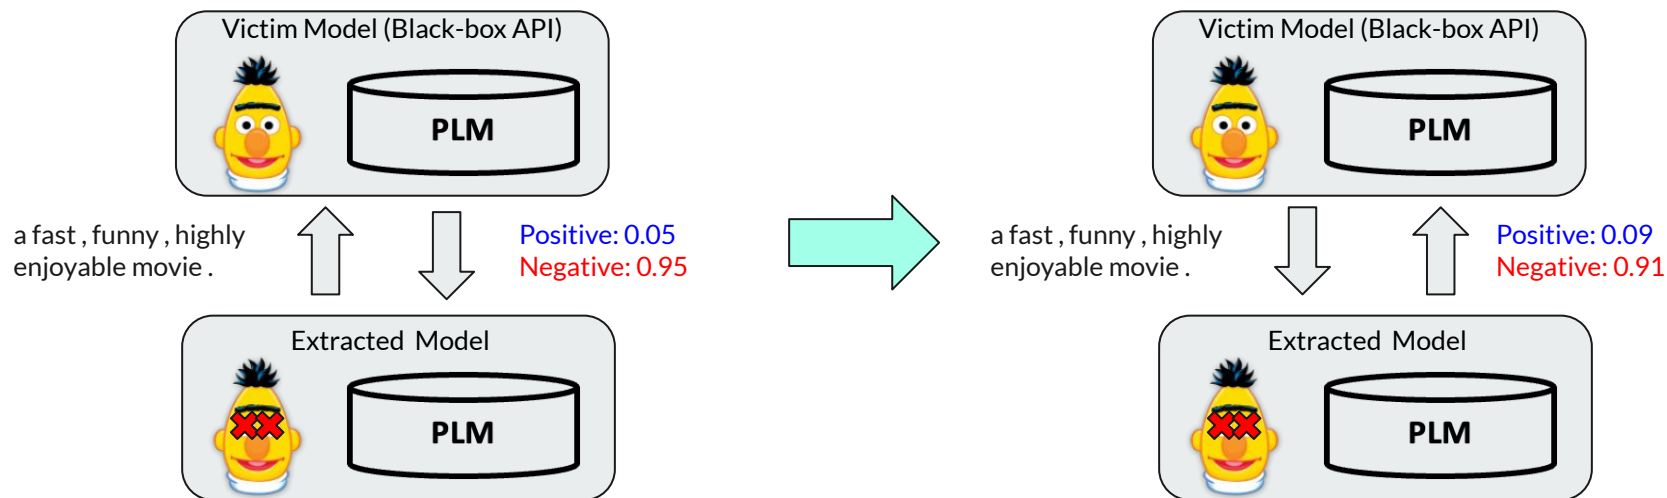 Victim Model (Black-box API)
PLM
a fast , funny , highly
enjoyable movie .
Positive: 0.05
Negative: 0.95
Extracted Model
PLM
Victim Model (Black-box API)
PLM
a fast , funny , highly
enjoyable movie .
Positive: 0.09
Negative: 0.91
Extracted Model
PLM